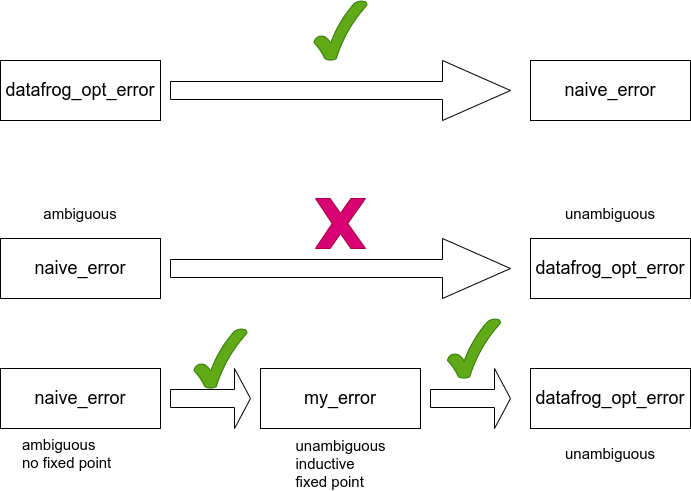 datafrog_opt_error
naive_error
ambiguous
unambiguous
naive_error
datafrog_opt_error
naive_error
my_error
datafrog_opt_error
ambiguous
no fixed point
unambiguous
inductive
fixed point
unambiguous